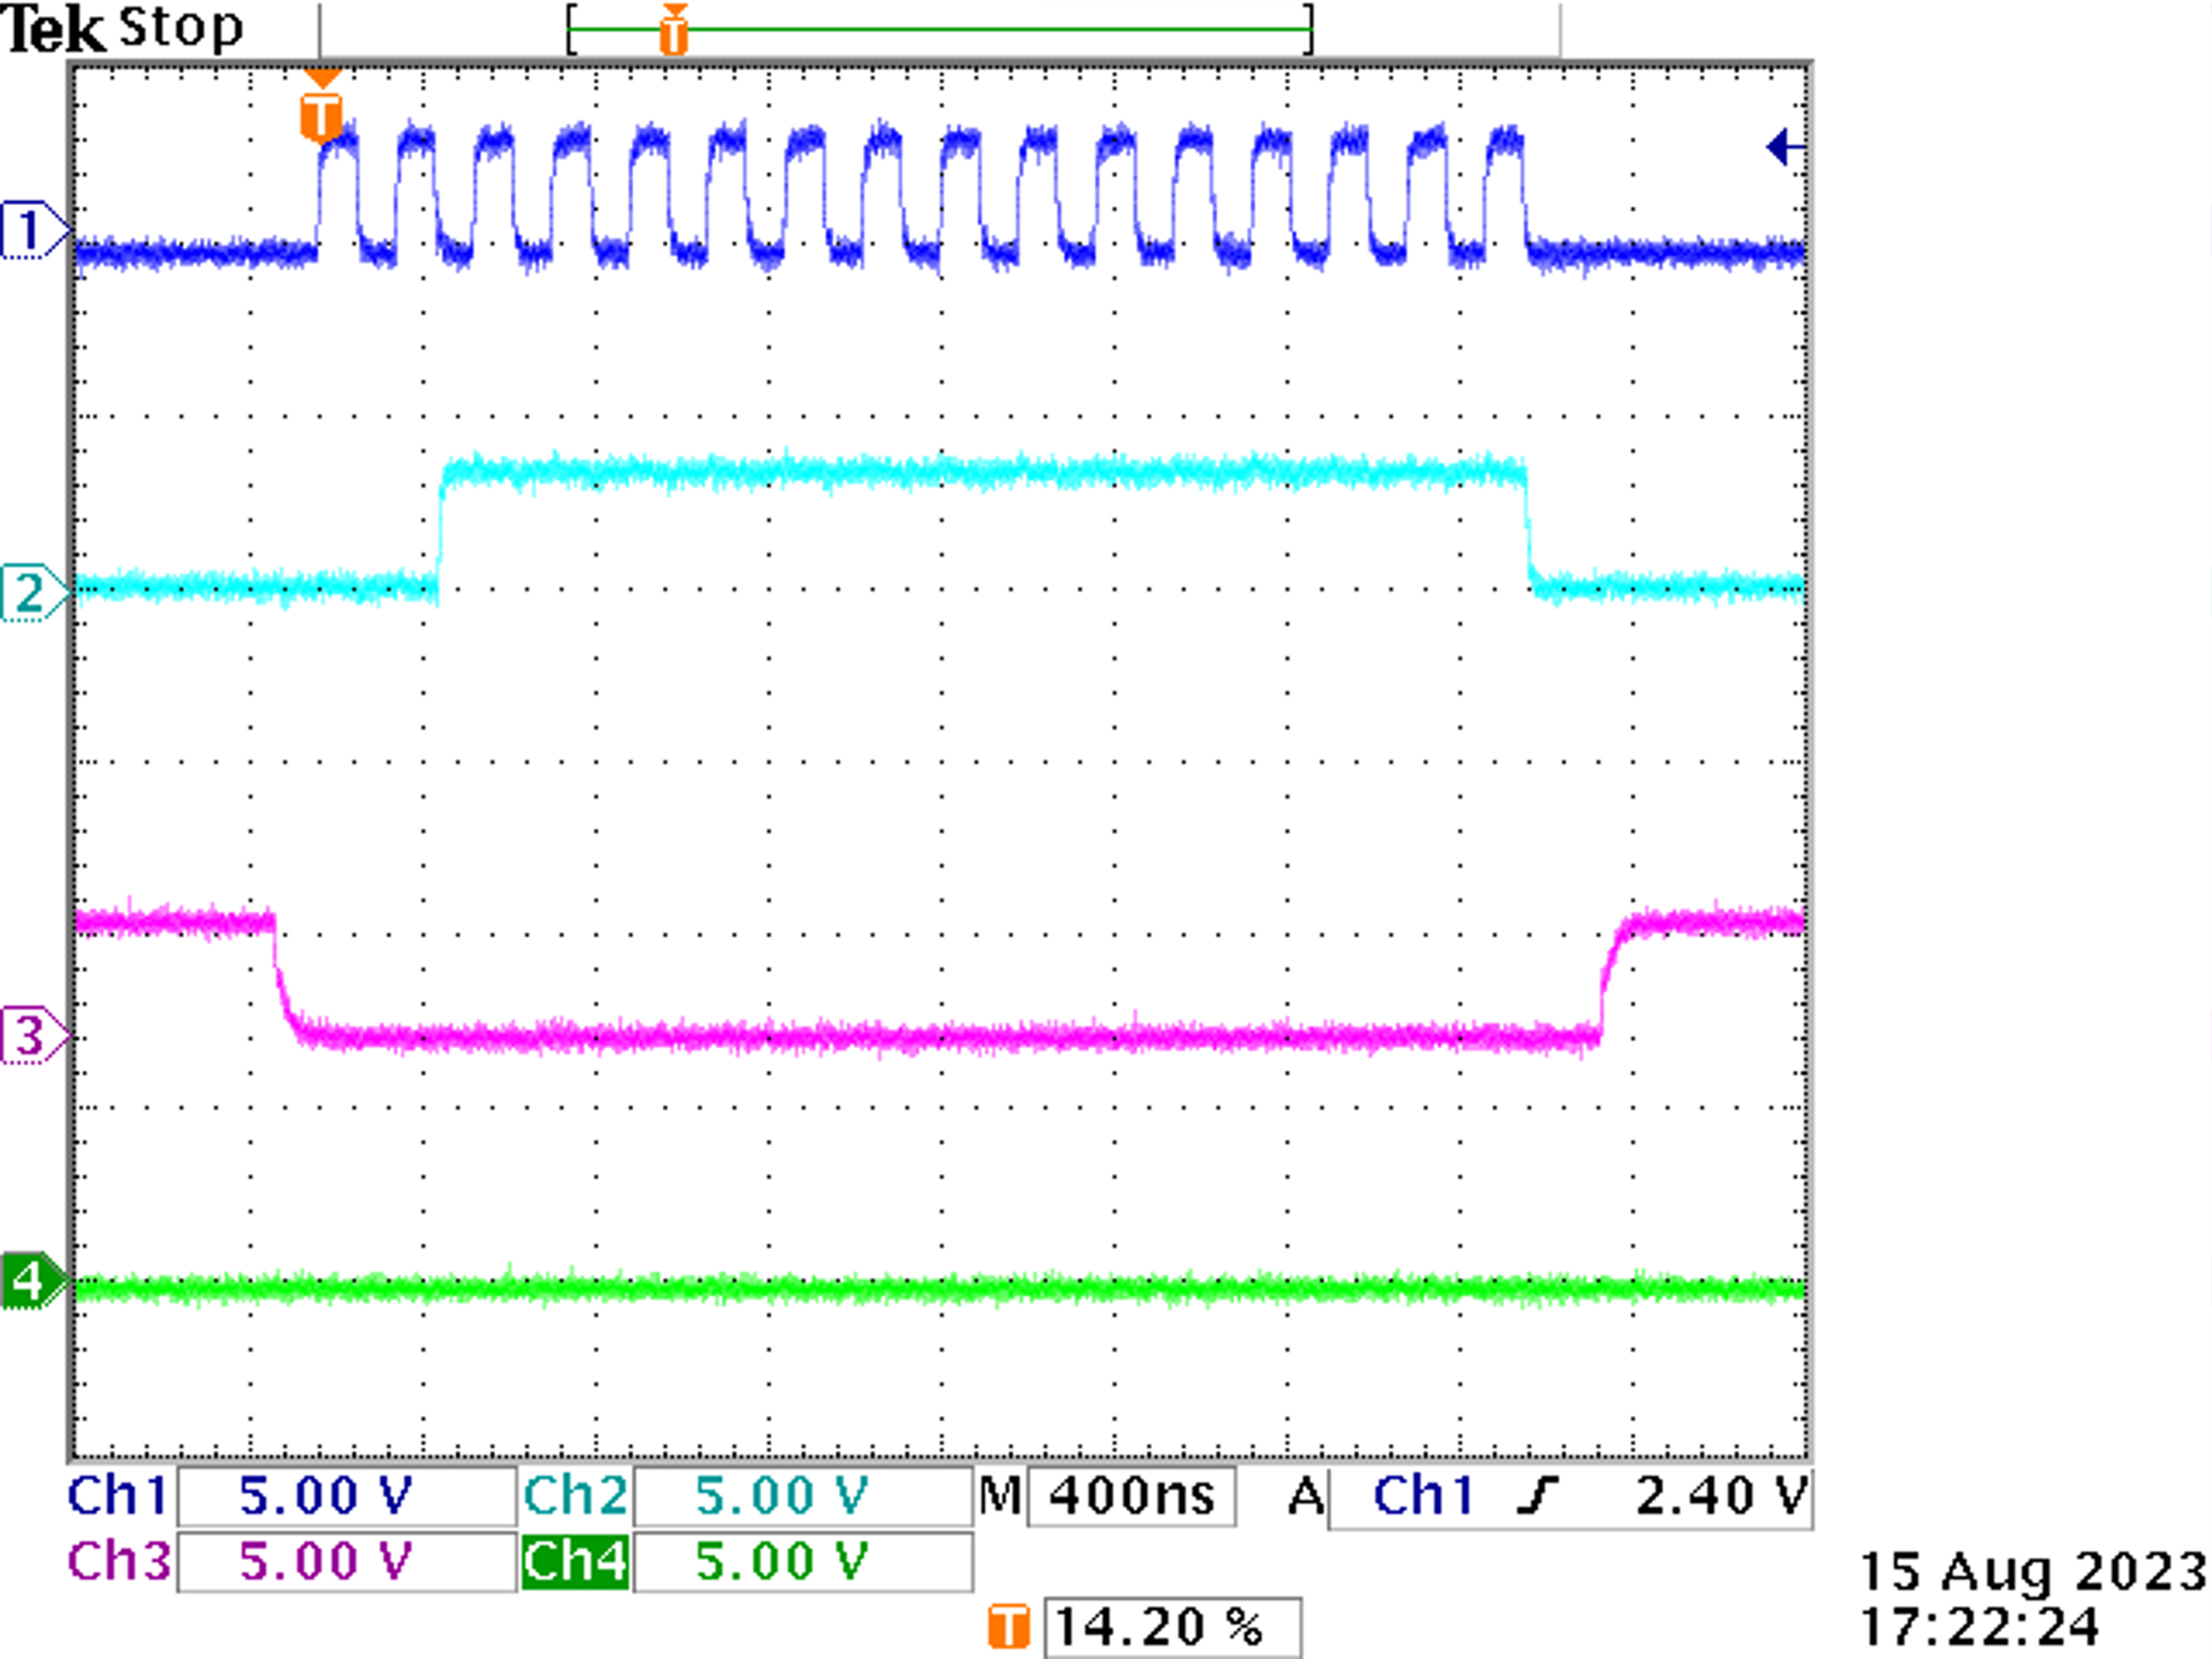 Tek Stop
T
T
1
2
3
4
Ch1 5.00 V Ch2 5.00 V M 400ns A Ch1 2.40 V
Ch3 5.00 V Ch4 5.00 V
T 14.20 %
15 Aug 2023
17:22:24